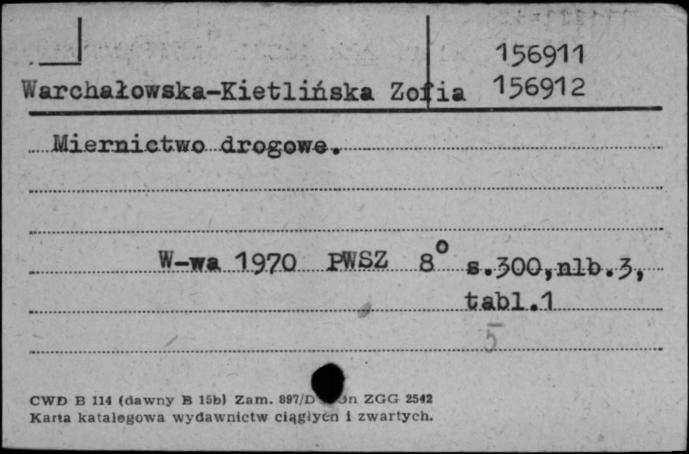 156911
Warchałowska-Kietlińska Zofia 156912
Miernictwo drogowe.
W-wa 1970 PWSZ 8° s.300,nlb.3,
tabl.1
5
CWD B 114 (dawny B 15b) Zam. 897/D ZGG 2542
Karta katalogowa wydawnictw ciągłych i zwartych.